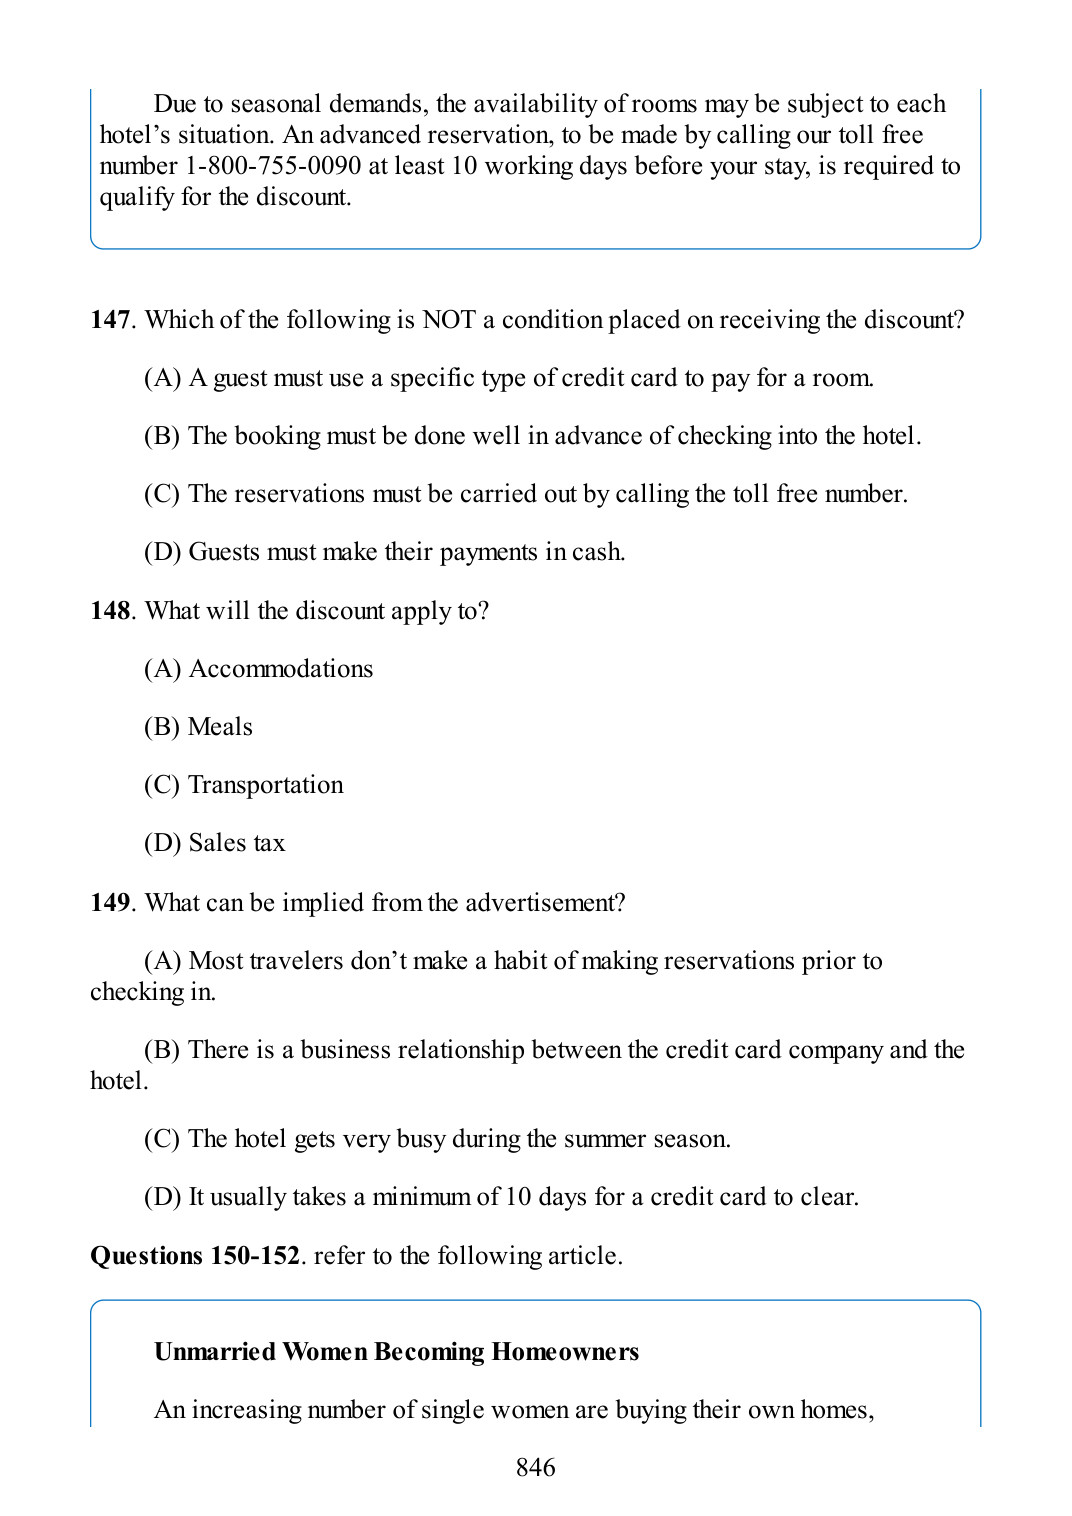 Due to seasonal demands, the availability of rooms may be subject to each
hotel’s situation. An advanced reservation, to be made by calling our toll free
number 1-800-755-0090 at least 10 working days before your stay, is required to
qualify for the discount.
147. Which of the following is NOT a condition placed on receiving the discount?
(A) A guest must use a specific type of credit card to pay for a room.
(B) The booking must be done well in advance of checking into the hotel.
(C) The reservations must be carried out by calling the toll free number.
(D) Guests must make their payments in cash.
148. What will the discount apply to?
(A) Accommodations
(B) Meals
(C) Transportation
(D) Sales tax
149. What can be implied from the advertisement?
(A) Most travelers don’t make a habit of making reservations prior to
checking in.
(B) There is a business relationship between the credit card company and the
hotel.
(C) The hotel gets very busy during the summer season.
(D) It usually takes a minimum of 10 days for a credit card to clear.
Questions 150-152. refer to the following article.
Unmarried Women Becoming Homeowners
An increasing number of single women are buying their own homes,
846